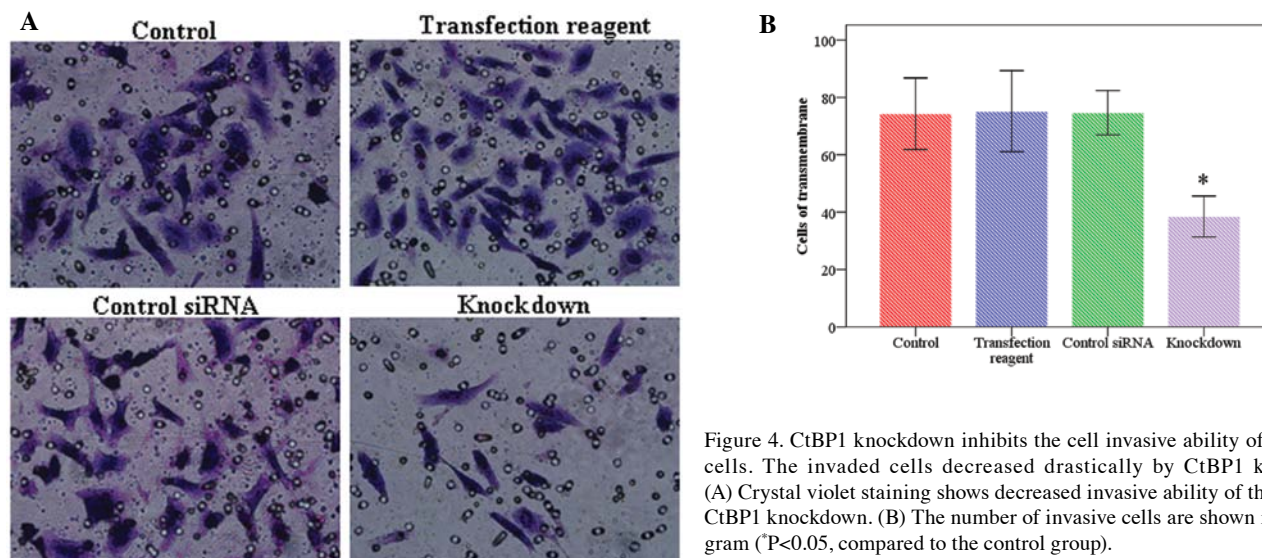 A
Control
Transfection reagent
Control siRNA
Knockdown
B
Cells of transmembrane
100
80
60
40
20
0
*
Control
Transfection
reagent
Control siRNA
Knockdown
Figure 4. CtBP1 knockdown inhibits the cell invasive ability of
cells. The invaded cells decreased drastically by CtBP1 k
(A) Crystal violet staining shows decreased invasive ability of th
CtBP1 knockdown. (B) The number of invasive cells are shown
gram (*P<0.05, compared to the control group).